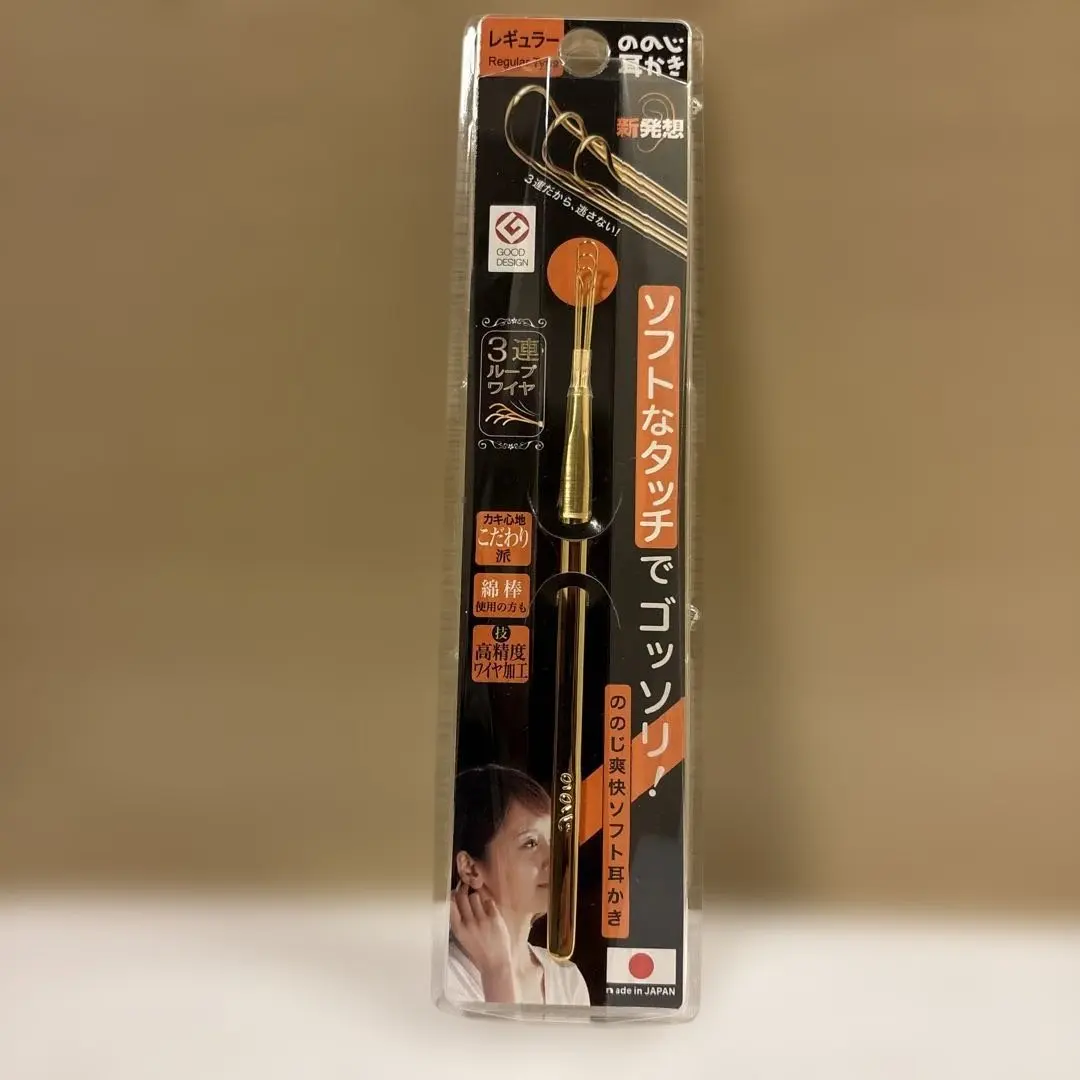 レギュラー
Regular Type
ののじ
耳かき
新発想
3連だから、逃さない!
GOOD
DESIGN
3連
ループ
ワイヤ
ソフトなタッチでゴッソリ!
カキ心地
こだわり
派
綿棒
使用の方も
技
高精度
ワイヤ加工
ののじ爽快ソフト耳かき
made in JAPAN